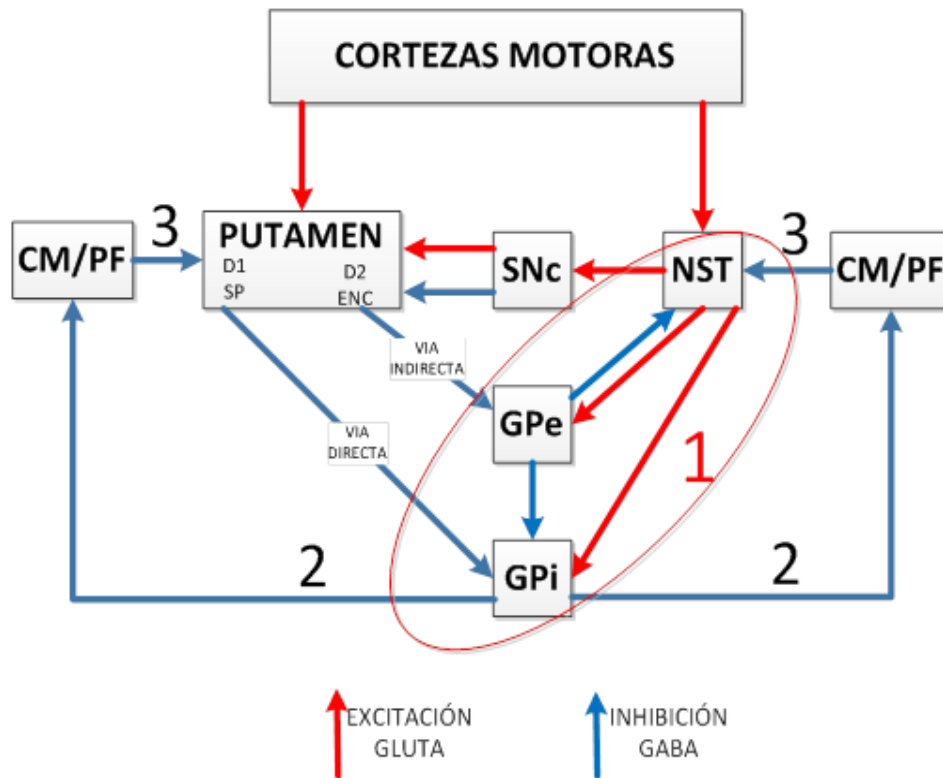 CORTEZAS MOTORAS
CM/PF
3
PUTAMEN
D1
D2
SP
ENC
SNc
NST
3
CM/PF
VIA
INDIRECTA
GPe
VIA
DIRECTA
1
GPi
2
2
EXCITACIÓN
GLUTA
INHIBICIÓN
GABA